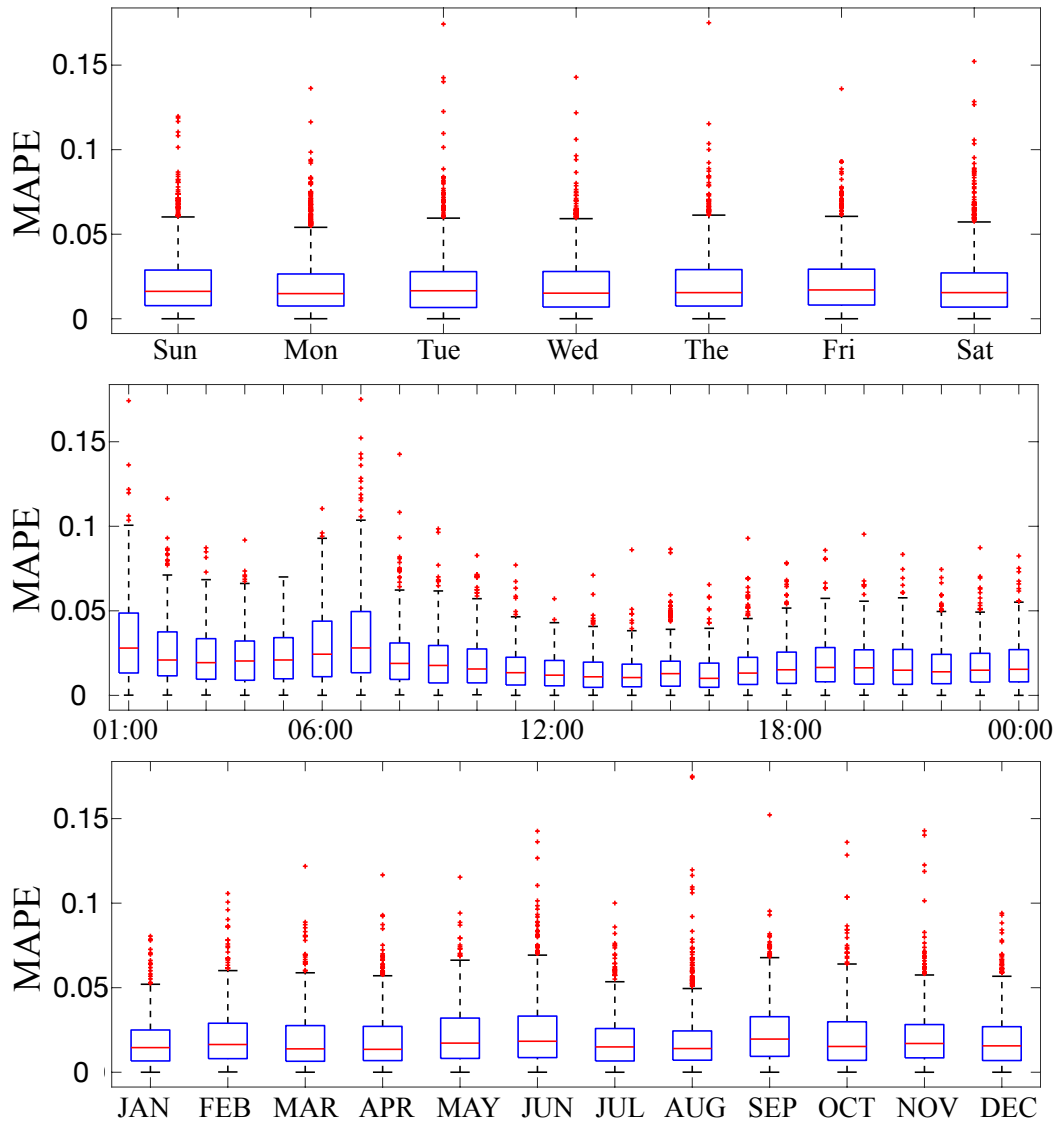 MAPE
0.15
0.1
0.05
0
Sun Mon Tue Wed The Fri Sat
MAPE
0.15
0.1
0.05
0
01:00 06:00 12:00 18:00 00:00
MAPE
0.15
0.1
0.05
0
JAN FEB MAR APR MAY JUN JUL AUG SEP OCT NOV DEC